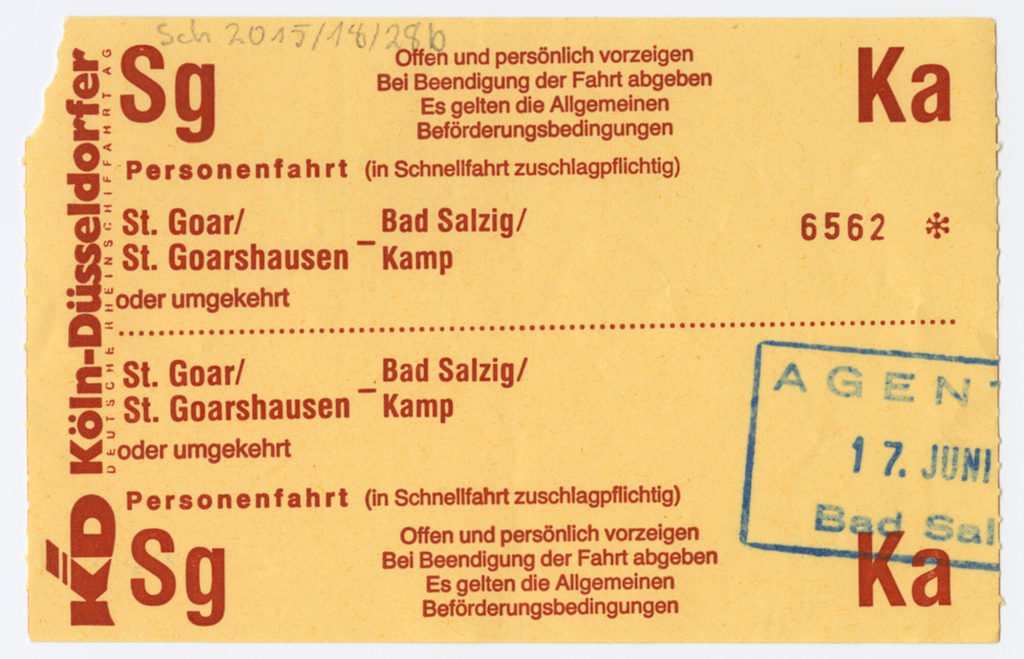 Sch 2015/18/28b
Sg
Offen und persönlich vorzeigen
Bei Beendigung der Fahrt abgeben
Es gelten die Allgemeinen
Beförderungsbedingungen
Ka
Personenfahrt (in Schnellfahrt zuschlagpflichtig)
St. Goar/
St. Goarshausen – Bad Salzig/
Kamp
oder umgekehrt
6562 *
St. Goar/
St. Goarshausen – Bad Salzig/
Kamp
oder umgekehrt
Personenfahrt (in Schnellfahrt zuschlagpflichtig)
Sg
Offen und persönlich vorzeigen
Bei Beendigung der Fahrt abgeben
Es gelten die Allgemeinen
Beförderungsbedingungen
Ka
KD Köln-Düsseldorfer
DEUTSCHE RHEINSCHIFFAHRT AG
AGENT
17. JUNI
Bad Sal